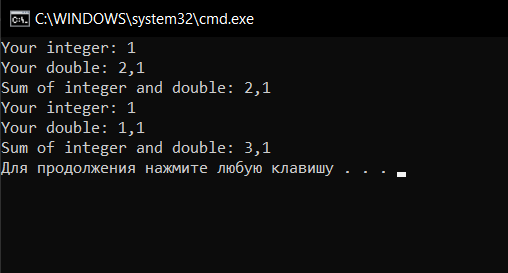 C:\WINDOWS\system32\cmd.exe
Your integer: 1
Your double: 2,1
Sum of integer and double: 2,1
Your integer: 1
Your double: 1,1
Sum of integer and double: 3,1
Для продолжения нажмите любую клавишу . . .